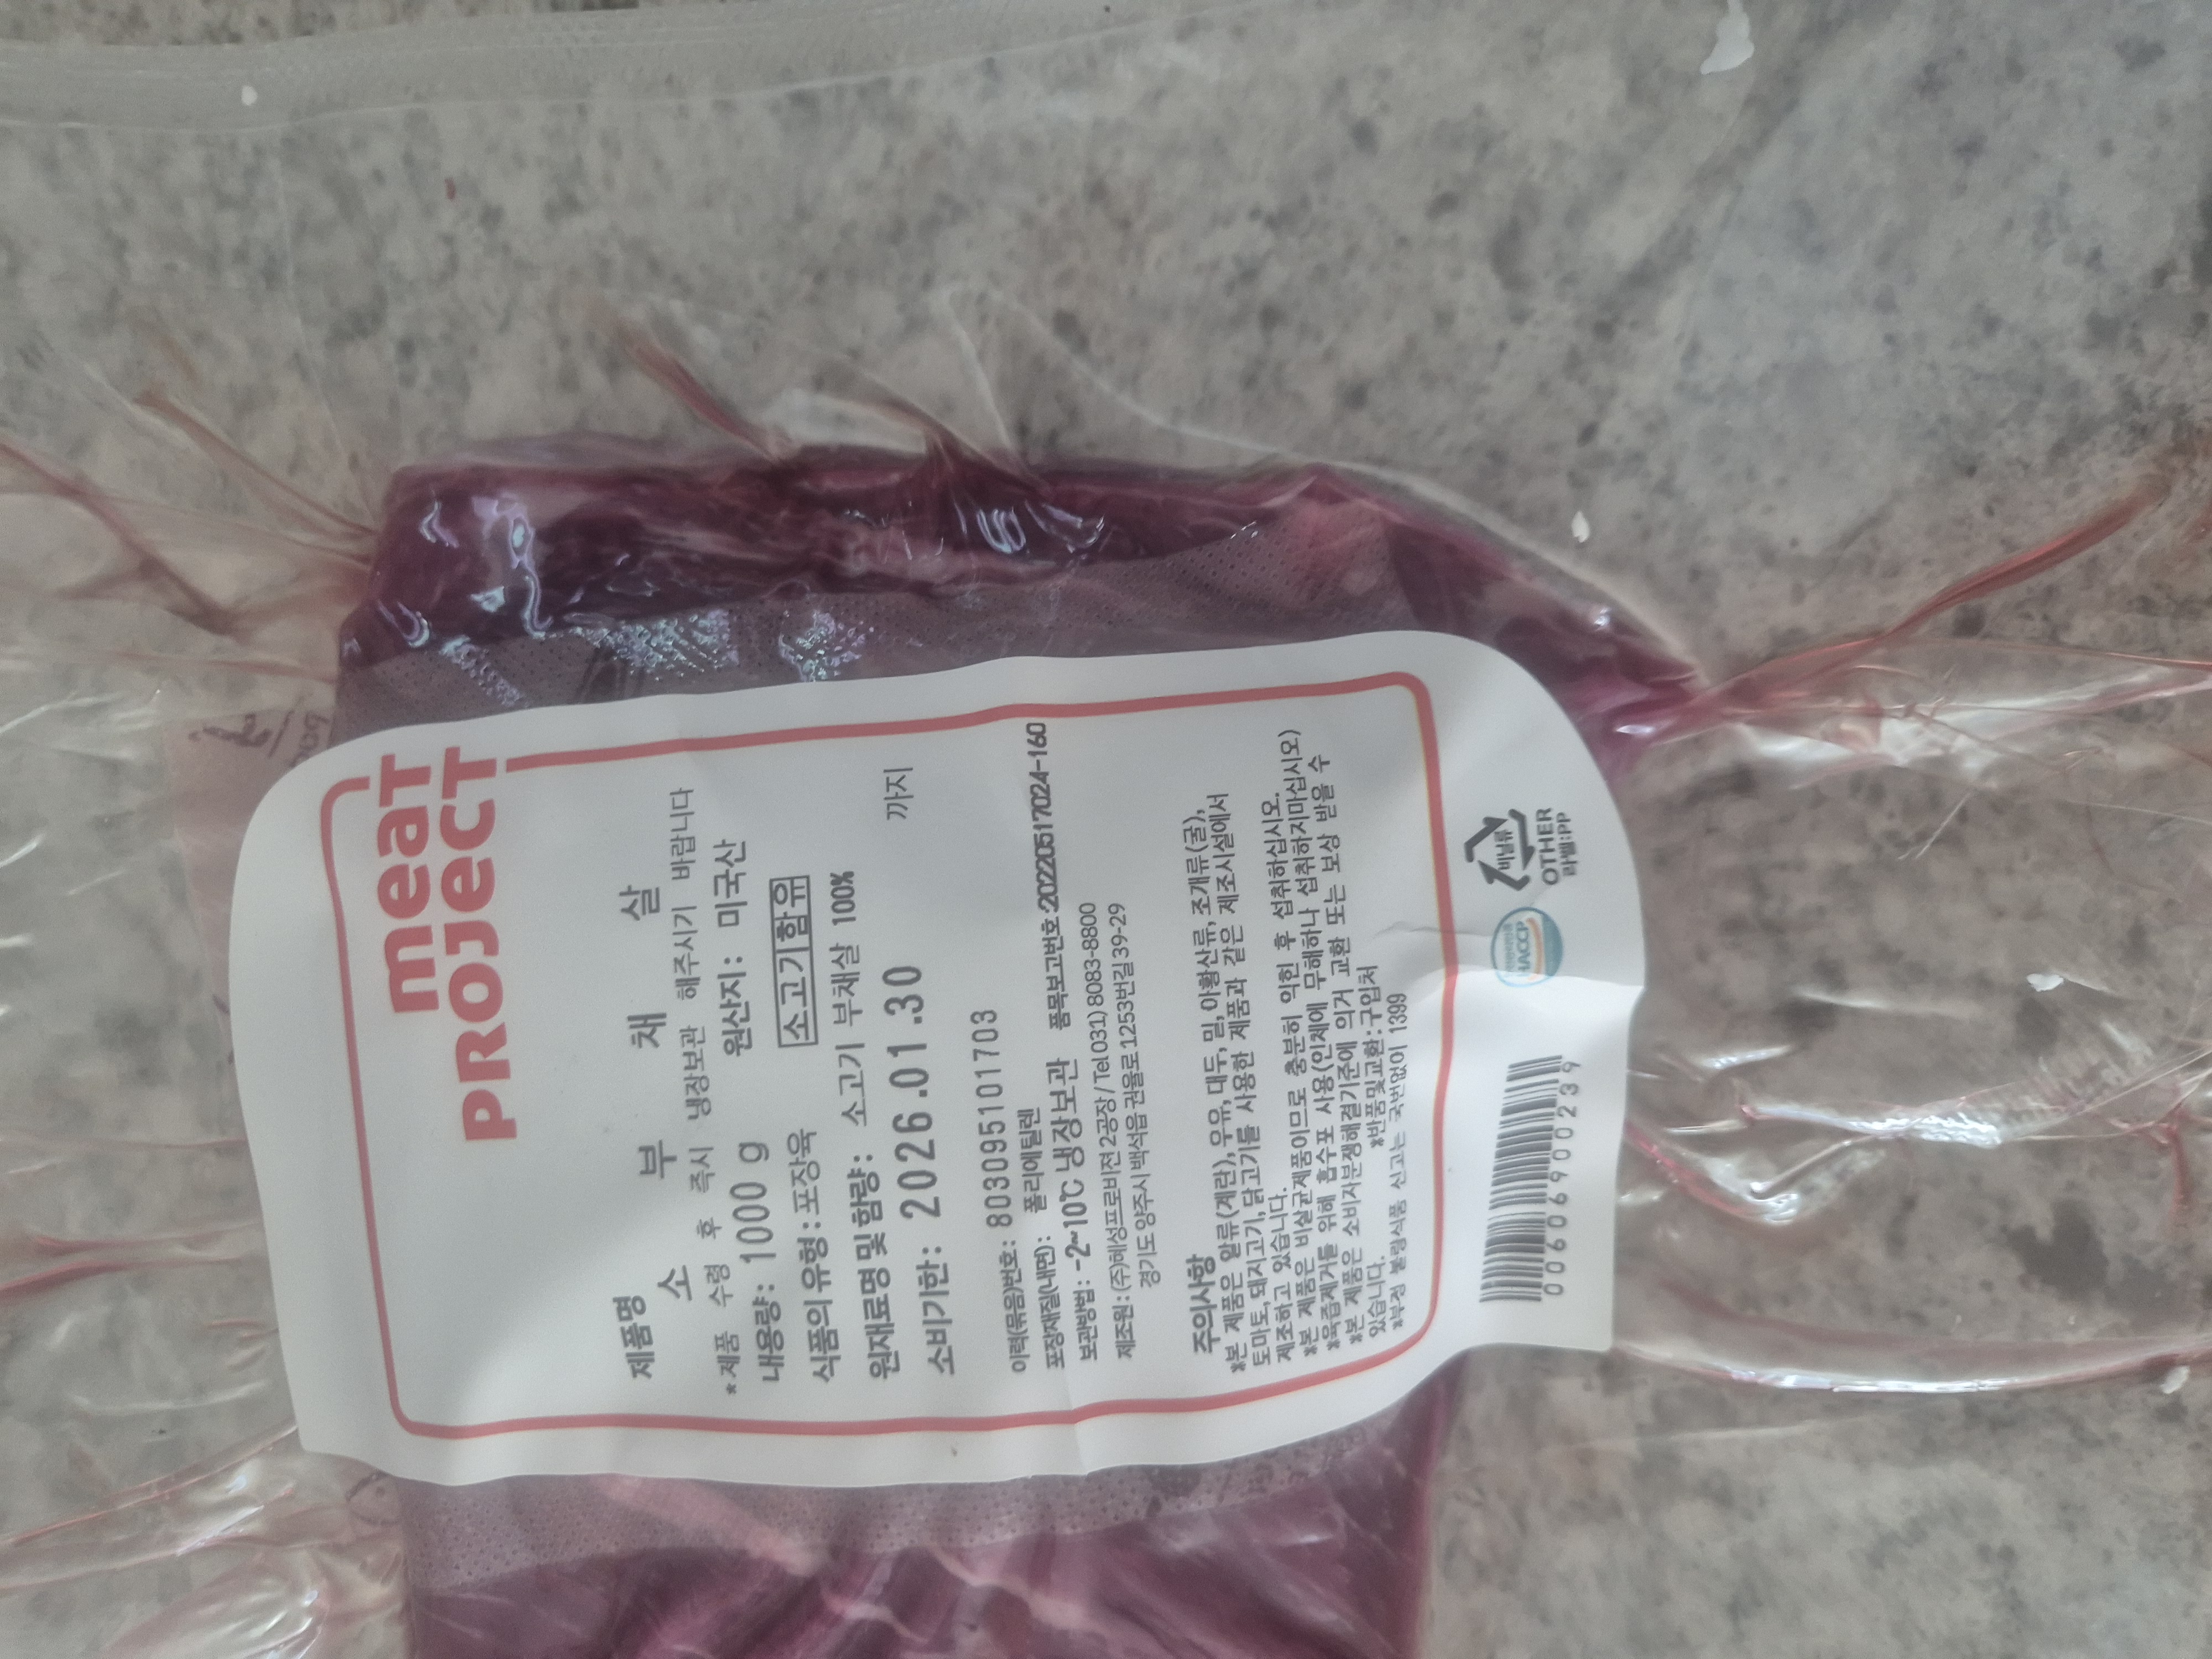 meat
PROJECT
제품명
소 부 채 살
*제품 수령 후 즉시 냉장보관 해주시기 바랍니다
내용량: 1000 g 원산지: 미국산
식품의 유형: 포장육 소고기함유
원재료명 및 함량: 소고기 부채살 100%
소비기한: 2026.01.30 까지
이력(묶음)번호: 803095101703
포장재질(내면): 폴리에틸렌
보관방법: -2~10℃ 냉장보관 품목보고번호:20220517024-160
제조원: (주)혜성프로비젼 2공장 / Tel 031) 8083-8800
경기도 양주시 백석읍 권율로 1253번길 39-29
주의사항
※본 제품은 알류(계란), 우유, 대두, 밀, 아황산류, 조개류(굴),
토마토, 돼지고기, 닭고기를 사용한 제품과 같은 제조시설에서
제조하고 있습니다.
※본 제품은 비살균제품이므로 충분히 익힌 후 섭취하십시오.
※육즙제거를 위해 흡수포 사용(인체에 무해하나 섭취하지마십시오)
※본 제품은 소비자분쟁해결기준에 의거 교환 또는 보상 받을 수
있습니다. ※반품및교환:구입처
※부정 불량식품 신고는 국번없이 1399
HACCP
비닐류
OTHER
라벨:PP
00606900239